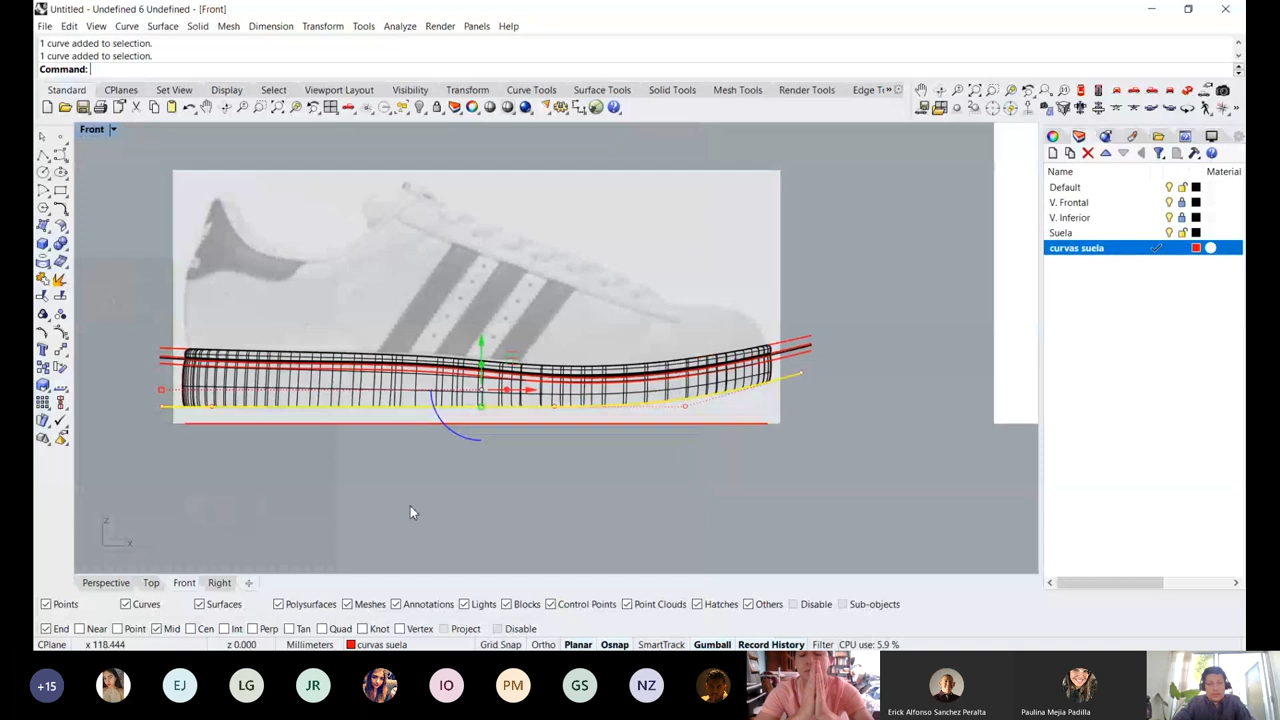 Untitled - Undefined 6 Undefined - [Front]
File Edit View Curve Surface Solid Mesh Dimension Transform Tools Analyze Render Panels Help
1 curve added to selection.
1 curve added to selection.
Command:
Standard CPlanes Set View Display Select Viewport Layout Visibility Transform Curve Tools Surface Tools Solid Tools Mesh Tools Render Tools Edge To
Front
Name Material
Default
V. Frontal
V. Inferior
Suela
curvas suela
z
x
Perspective Top Front Right
Points Curves Surfaces Polysurfaces Meshes Annotations Lights Blocks Control Points Point Clouds Hatches Others Disable Sub-objects
End Near Point Mid Cen Int Perp Tan Quad Knot Vertex Project Disable
CPlane x 118.444 z 0.000 Millimeters curvas suela Grid Snap Ortho Planar Osnap SmartTrack Gumball Record History Filter CPU use: 5.9 %
+15 EJ LG JR IO PM GS NZ
Erick Alfonso Sanchez Peralta Paulina Mejia Padilla